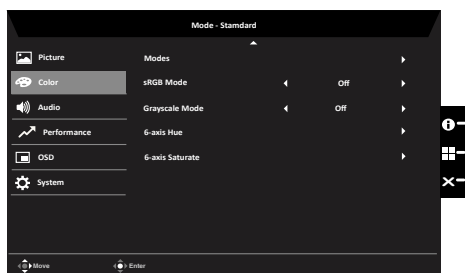 Mode - Stamdard
Picture
Color
Audio
Performance
OSD
System
Modes
sRGB Mode Off
Grayscale Mode Off
6-axis Hue
6-axis Saturate
Move Enter